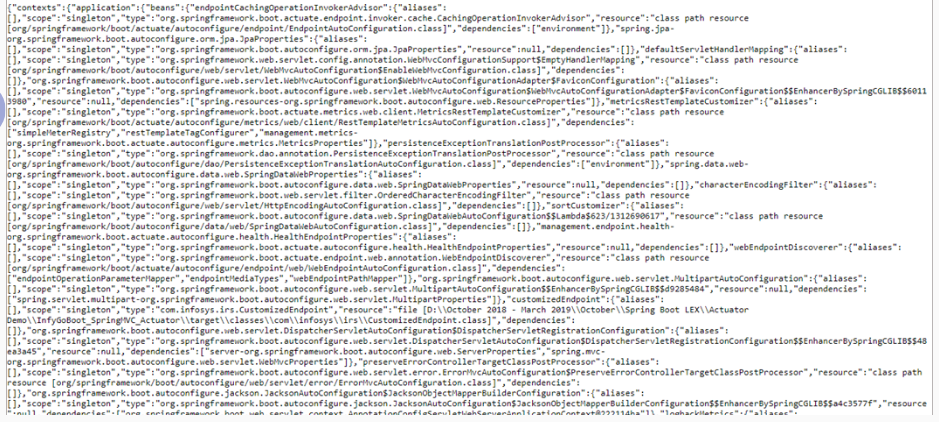 {"contexts":{"application":{"beans":{"endpointCachingOperationInvokerAdvisor":{"aliases":
[],"scope":"singleton","type":"org.springframework.boot.actuate.endpoint.invoker.cache.CachingOperationInvokerAdvisor","resource":"class path resource
[org/springframework/boot/actuate/autoconfigure/endpoint/EndpointAutoConfiguration.class]","dependencies":["environment"]},"spring.jpa-
org.springframework.boot.autoconfigure.orm.jpa.JpaProperties":{"aliases":
[],"scope":"singleton","type":"org.springframework.boot.autoconfigure.orm.jpa.JpaProperties","resource":null,"dependencies":[]},"defaultServletHandlerMapping":{"aliases":
[],"scope":"singleton","type":"org.springframework.web.servlet.config.annotation.WebMvcConfigurationSupport$EmptyHandlerMapping","resource":"class path resource
[org/springframework/boot/autoconfigure/web/servlet/WebMvcAutoConfiguration$EnableWebMvcConfiguration.class]","dependencies":
[]},"org.springframework.boot.autoconfigure.web.servlet.WebMvcAutoConfiguration$WebMvcAutoConfigurationAdapter$FaviconConfiguration":{"aliases":
[],"scope":"singleton","type":"org.springframework.boot.autoconfigure.web.servlet.WebMvcAutoConfiguration$WebMvcAutoConfigurationAdapter$FaviconConfiguration$$EnhancerBySpringCGLIB$$6011
3980","resource":null,"dependencies":["spring.resources-org.springframework.boot.autoconfigure.web.ResourceProperties"]},"metricsRestTemplateCustomizer":{"aliases":
[],"scope":"singleton","type":"org.springframework.boot.actuate.metrics.web.client.MetricsRestTemplateCustomizer","resource":"class path resource
[org/springframework/boot/actuate/autoconfigure/metrics/web/client/RestTemplateMetricsAutoConfiguration.class]","dependencies":
["simpleMeterRegistry","restTemplateTagConfigurer","management.metrics-
org.springframework.boot.actuate.autoconfigure.metrics.MetricsProperties"]},"persistenceExceptionTranslationPostProcessor":{"aliases":
[],"scope":"singleton","type":"org.springframework.dao.annotation.PersistenceExceptionTranslationPostProcessor","resource":"class path resource
[org/springframework/boot/autoconfigure/dao/PersistenceExceptionTranslationAutoConfiguration.class]","dependencies":["environment"]},"spring.data.web-
org.springframework.boot.autoconfigure.data.web.SpringDataWebProperties":{"aliases":
[],"scope":"singleton","type":"org.springframework.boot.autoconfigure.data.web.SpringDataWebProperties","resource":null,"dependencies":[]},"characterEncodingFilter":{"aliases":
[],"scope":"singleton","type":"org.springframework.boot.web.servlet.filter.OrderedCharacterEncodingFilter","resource":"class path resource
[org/springframework/boot/autoconfigure/web/servlet/HttpEncodingAutoConfiguration.class]","dependencies":[]},"sortCustomizer":{"aliases":
[],"scope":"singleton","type":"org.springframework.boot.autoconfigure.data.web.SpringDataWebAutoConfiguration$$Lambda$623/1312690617","resource":"class path resource
[org/springframework/boot/autoconfigure/data/web/SpringDataWebAutoConfiguration.class]","dependencies":[]},"management.endpoint.health-
org.springframework.boot.actuate.autoconfigure.health.HealthEndpointProperties":{"aliases":
[],"scope":"singleton","type":"org.springframework.boot.actuate.autoconfigure.health.HealthEndpointProperties","resource":null,"dependencies":[]},"webEndpointDiscoverer":{"aliases":
[],"scope":"singleton","type":"org.springframework.boot.actuate.endpoint.web.annotation.WebEndpointDiscoverer","resource":"class path resource
[org/springframework/boot/actuate/autoconfigure/endpoint/web/WebEndpointAutoConfiguration.class]","dependencies":
["endpointOperationParameterMapper","endpointMediaTypes","webEndpointPathMapper"]},"org.springframework.boot.autoconfigure.web.servlet.MultipartAutoConfiguration":{"aliases":
[],"scope":"singleton","type":"org.springframework.boot.autoconfigure.web.servlet.MultipartAutoConfiguration$$EnhancerBySpringCGLIB$$d9285484","resource":null,"dependencies":
["spring.servlet.multipart-org.springframework.boot.autoconfigure.web.servlet.MultipartProperties"]},"customizedEndpoint":{"aliases":
[],"scope":"singleton","type":"com.infosys.irs.CustomizedEndpoint","resource":"file [D:\\October 2018 - March 2019\\October\\Spring Boot LEX\\Actuator
Demo\\InfyGoBoot_SpringMVC_Actuator\\target\\classes\\com\\infosys\\irs\\CustomizedEndpoint.class]","dependencies":
[]},"org.springframework.boot.autoconfigure.web.servlet.DispatcherServletAutoConfiguration$DispatcherServletRegistrationConfiguration":{"aliases":
[],"scope":"singleton","type":"org.springframework.boot.autoconfigure.web.servlet.DispatcherServletAutoConfiguration$DispatcherServletRegistrationConfiguration$$EnhancerBySpringCGLIB$$48
ea3a45","resource":null,"dependencies":["server-org.springframework.boot.autoconfigure.web.ServerProperties","spring.mvc-
org.springframework.boot.autoconfigure.web.servlet.WebMvcProperties"]},"preserveErrorControllerTargetClassPostProcessor":{"aliases":
[],"scope":"singleton","type":"org.springframework.boot.autoconfigure.web.servlet.error.ErrorMvcAutoConfiguration$PreserveErrorControllerTargetClassPostProcessor","resource":"class path
resource [org/springframework/boot/autoconfigure/web/servlet/error/ErrorMvcAutoConfiguration.class]","dependencies":
[]},"org.springframework.boot.autoconfigure.jackson.JacksonAutoConfiguration$JacksonObjectMapperBuilderConfiguration":{"aliases":
[],"scope":"singleton","type":"org.springframework.boot.autoconfigure.jackson.JacksonAutoConfiguration$JacksonObjectMapperBuilderConfiguration$$EnhancerBySpringCGLIB$$a4c3577f","resource